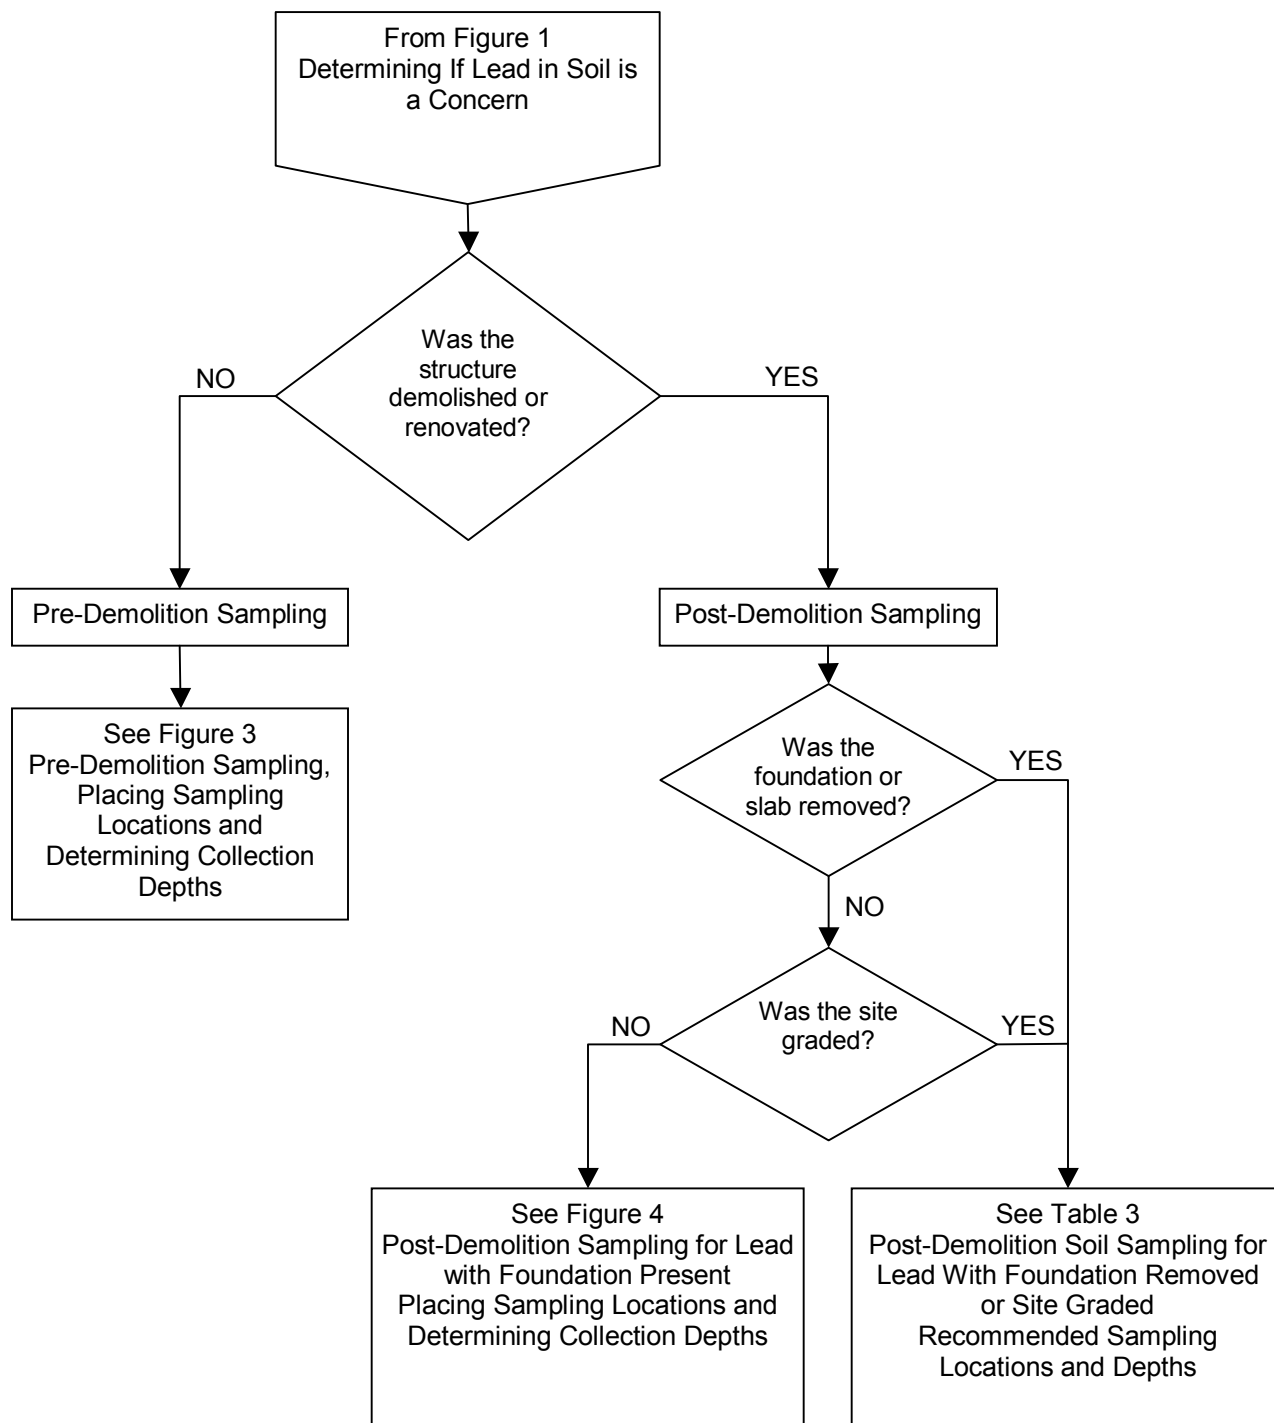 From Figure 1
Determining If Lead in Soil is
a Concern
Was the
structure
demolished or
renovated?
NO
YES
Pre-Demolition Sampling
Post-Demolition Sampling
See Figure 3
Pre-Demolition Sampling,
Placing Sampling
Locations and
Determining Collection
Depths
Was the
foundation or
slab removed?
YES
NO
Was the site
graded?
NO
YES
See Figure 4
Post-Demolition Sampling for Lead
with Foundation Present
Placing Sampling Locations and
Determining Collection Depths
See Table 3
Post-Demolition Soil Sampling for
Lead With Foundation Removed
or Site Graded
Recommended Sampling
Locations and Depths